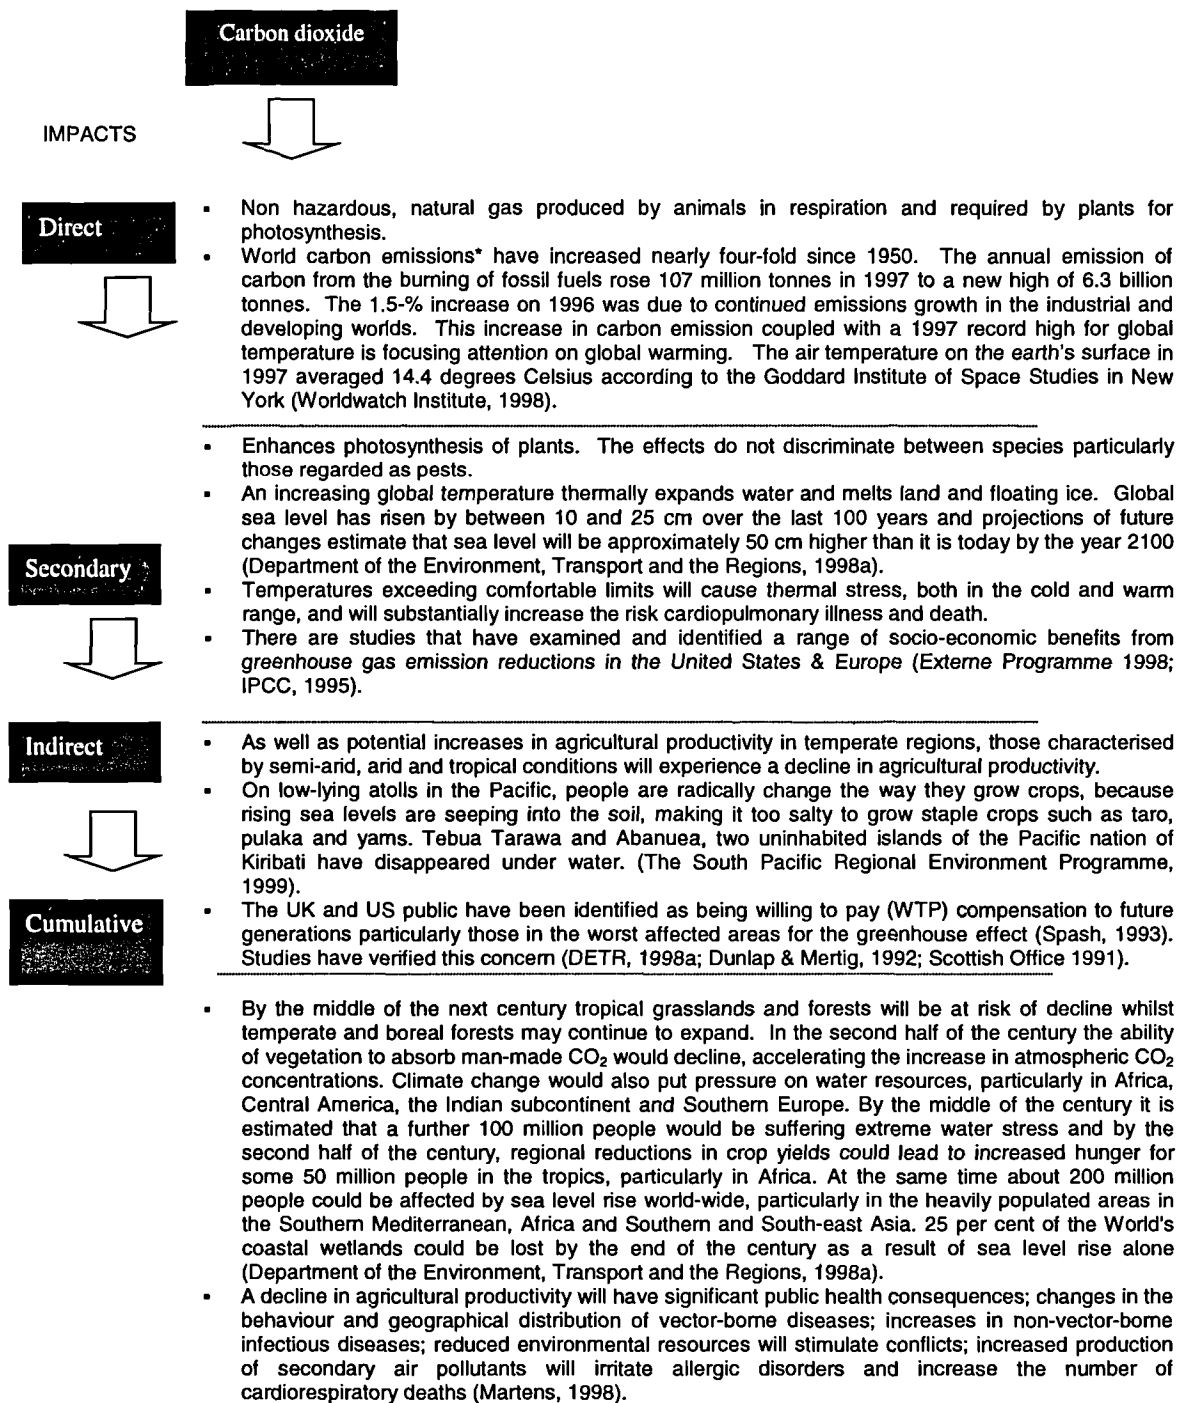 Carbon dioxide
IMPACTS
Direct
▪ Non hazardous, natural gas produced by animals in respiration and required by plants for
photosynthesis.
▪ World carbon emissions* have increased nearly four-fold since 1950. The annual emission of
carbon from the burning of fossil fuels rose 107 million tonnes in 1997 to a new high of 6.3 billion
tonnes. The 1.5-% increase on 1996 was due to continued emissions growth in the industrial and
developing worlds. This increase in carbon emission coupled with a 1997 record high for global
temperature is focusing attention on global warming. The air temperature on the earth's surface in
1997 averaged 14.4 degrees Celsius according to the Goddard Institute of Space Studies in New
York (Worldwatch Institute, 1998).
Secondary
▪ Enhances photosynthesis of plants. The effects do not discriminate between species particularly
those regarded as pests.
▪ An increasing global temperature thermally expands water and melts land and floating ice. Global
sea level has risen by between 10 and 25 cm over the last 100 years and projections of future
changes estimate that sea level will be approximately 50 cm higher than it is today by the year 2100
(Department of the Environment, Transport and the Regions, 1998a).
▪ Temperatures exceeding comfortable limits will cause thermal stress, both in the cold and warm
range, and will substantially increase the risk cardiopulmonary illness and death.
▪ There are studies that have examined and identified a range of socio-economic benefits from
greenhouse gas emission reductions in the United States & Europe (Externe Programme 1998;
IPCC, 1995).
Indirect
▪ As well as potential increases in agricultural productivity in temperate regions, those characterised
by semi-arid, arid and tropical conditions will experience a decline in agricultural productivity.
▪ On low-lying atolls in the Pacific, people are radically change the way they grow crops, because
rising sea levels are seeping into the soil, making it too salty to grow staple crops such as taro,
pulaka and yams. Tebua Tarawa and Abanuea, two uninhabited islands of the Pacific nation of
Kiribati have disappeared under water. (The South Pacific Regional Environment Programme,
1999).
▪ The UK and US public have been identified as being willing to pay (WTP) compensation to future
generations particularly those in the worst affected areas for the greenhouse effect (Spash, 1993).
Studies have verified this concern (DETR, 1998a; Dunlap & Mertig, 1992; Scottish Office 1991).
Cumulative
▪ By the middle of the next century tropical grasslands and forests will be at risk of decline whilst
temperate and boreal forests may continue to expand. In the second half of the century the ability
of vegetation to absorb man-made CO₂ would decline, accelerating the increase in atmospheric CO₂
concentrations. Climate change would also put pressure on water resources, particularly in Africa,
Central America, the Indian subcontinent and Southern Europe. By the middle of the century it is
estimated that a further 100 million people would be suffering extreme water stress and by the
second half of the century, regional reductions in crop yields could lead to increased hunger for
some 50 million people in the tropics, particularly in Africa. At the same time about 200 million
people could be affected by sea level rise world-wide, particularly in the heavily populated areas in
the Southern Mediterranean, Africa and Southern and South-east Asia. 25 per cent of the World's
coastal wetlands could be lost by the end of the century as a result of sea level rise alone
(Department of the Environment, Transport and the Regions, 1998a).
▪ A decline in agricultural productivity will have significant public health consequences; changes in the
behaviour and geographical distribution of vector-borne diseases; increases in non-vector-borne
infectious diseases; reduced environmental resources will stimulate conflicts; increased production
of secondary air pollutants will irritate allergic disorders and increase the number of
cardiorespiratory deaths (Martens, 1998).